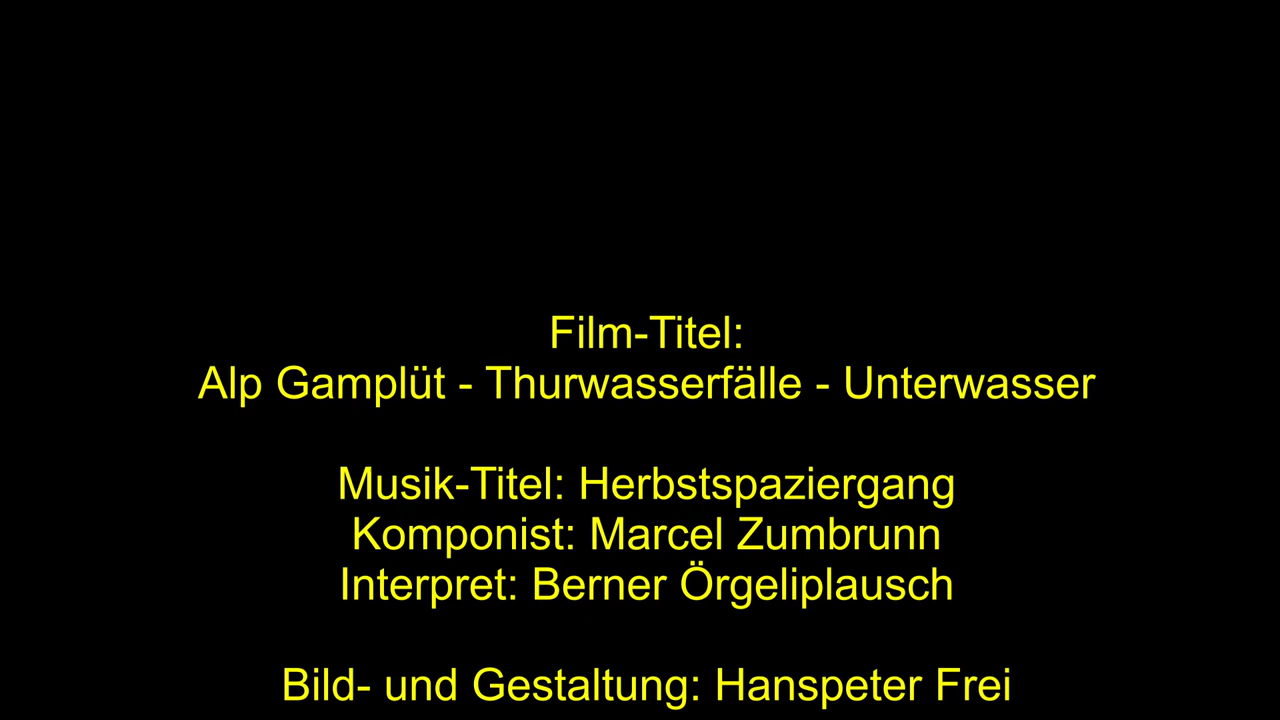 Film-Titel:
Alp Gamplüt - Thurwasserfälle - Unterwasser
Musik-Titel: Herbstspaziergang
Komponist: Marcel Zumbrunn
Interpret: Berner Örgeliplausch
Bild- und Gestaltung: Hanspeter Frei